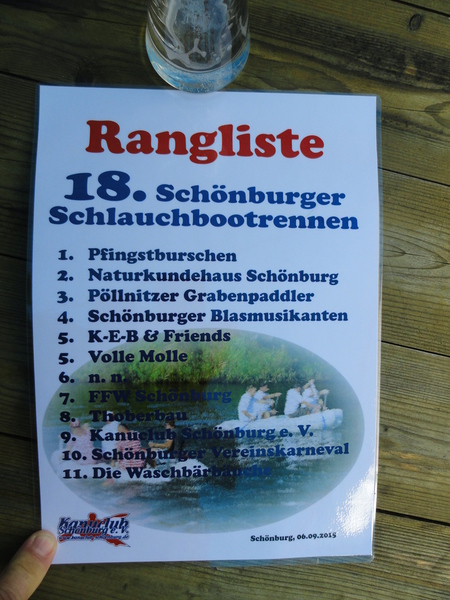 Rangliste
18. Schönburger
Schlauchbootrennen
1. Pfingstburschen
2. Naturkundehaus Schönburg
3. Pöllnitzer Grabenpaddler
4. Schönburger Blasmusikanten
5. K-E-B & Friends
5. Volle Molle
6. n. n.
7. FFW Schönburg
8. Thoberbau
9. Kanuclub Schönburg e. V.
10. Schönburger Vereinskarneval
11. Die Waschbärbäuche
Kanuclub
Schönburg e. V.
Schönburg, 06.09.2015